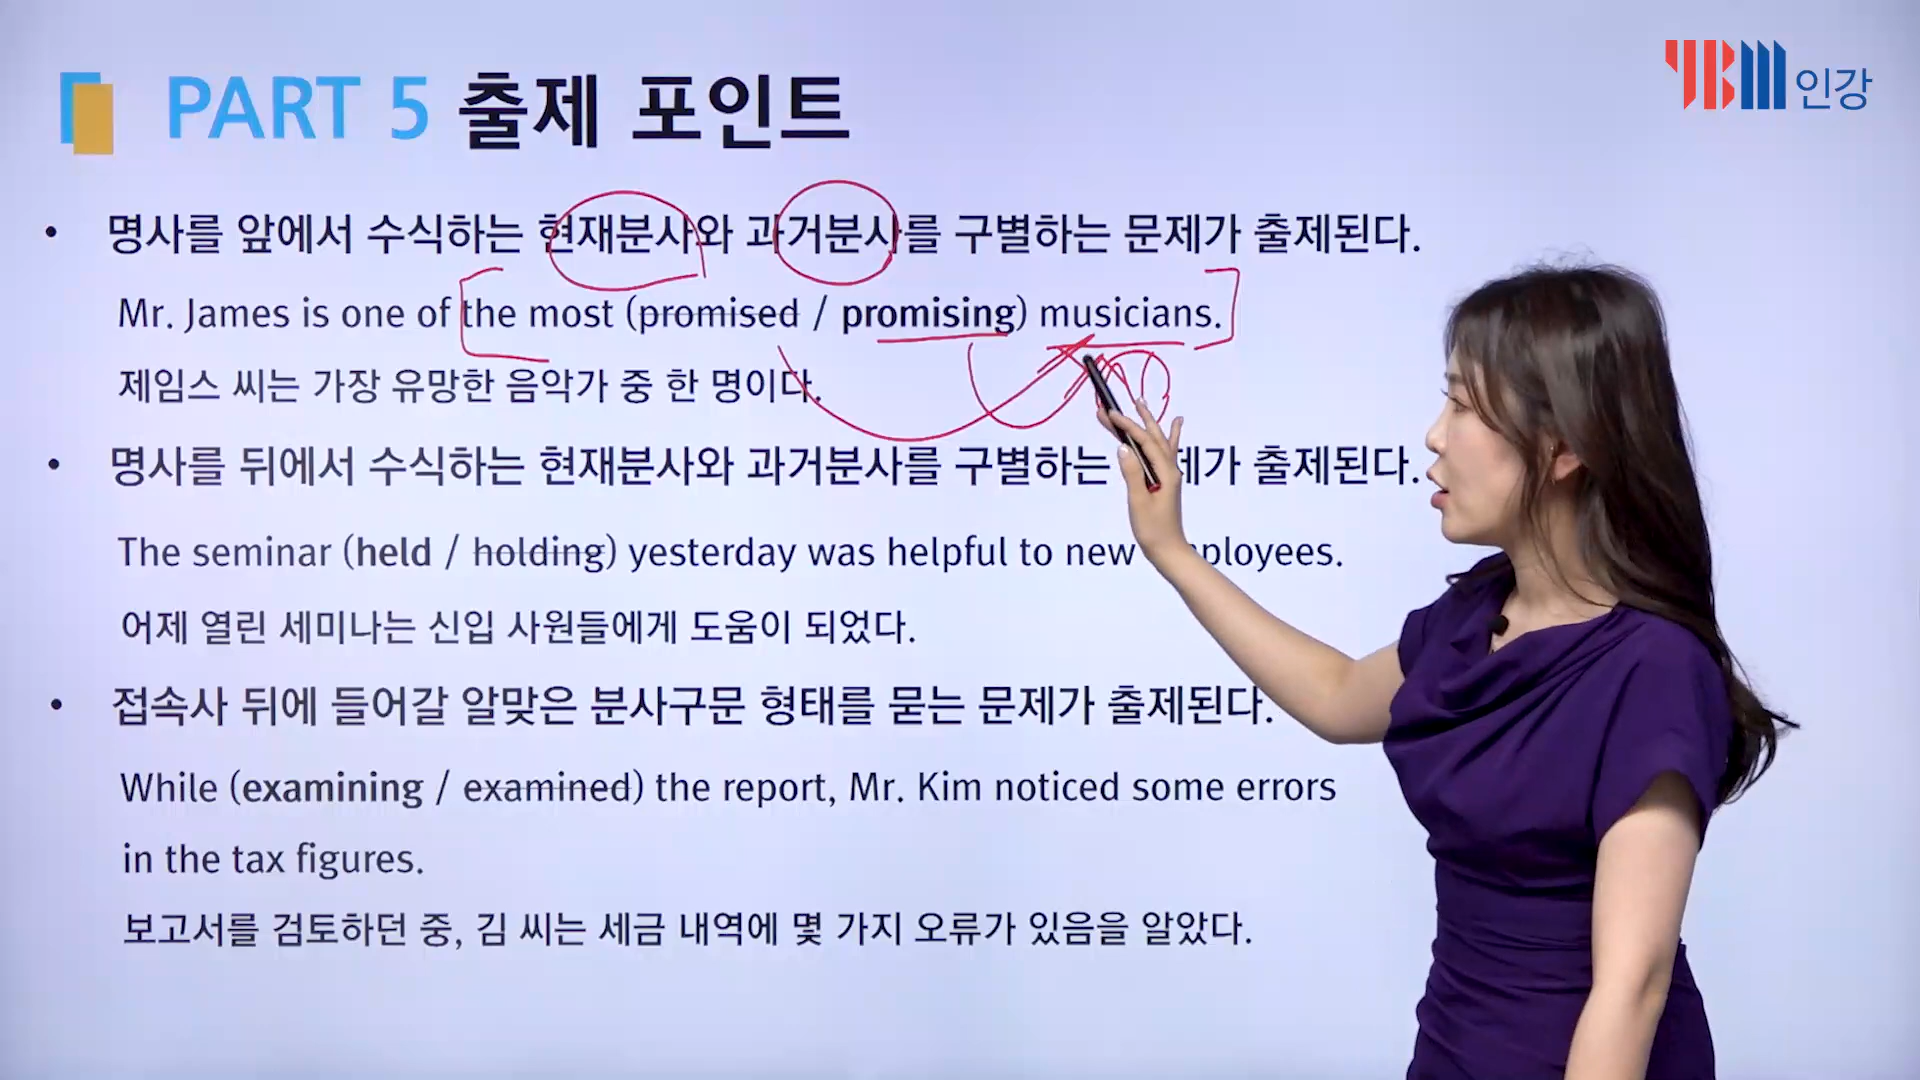 YBM 인강
PART 5 출제 포인트
• 명사를 앞에서 수식하는 현재분사와 과거분사를 구별하는 문제가 출제된다.
Mr. James is one of the most (promised / promising) musicians.
제임스 씨는 가장 유망한 음악가 중 한 명이다.
• 명사를 뒤에서 수식하는 현재분사와 과거분사를 구별하는 제가 출제된다.
The seminar (held / holding) yesterday was helpful to new ployees.
어제 열린 세미나는 신입 사원들에게 도움이 되었다.
• 접속사 뒤에 들어갈 알맞은 분사구문 형태를 묻는 문제가 출제된다.
While (examining / examined) the report, Mr. Kim noticed some errors
in the tax figures.
보고서를 검토하던 중, 김 씨는 세금 내역에 몇 가지 오류가 있음을 알았다.